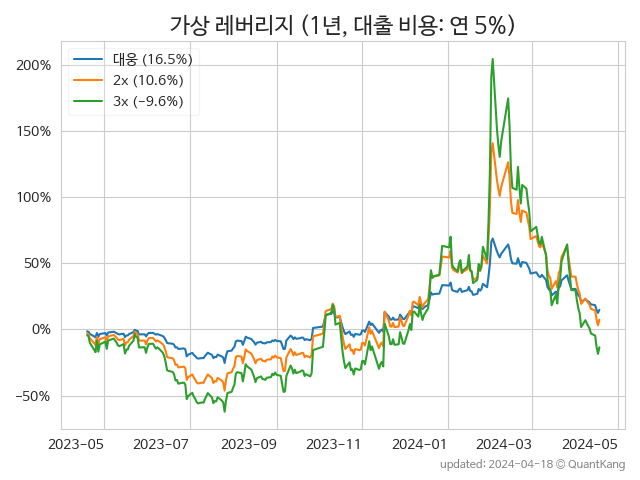 가상 레버리지 (1년, 대출 비용: 연 5%)
대웅 (16.5%)
2x (10.6%)
3x (−9.6%)
200%
150%
100%
50%
0%
−50%
2023-05 2023-07 2023-09 2023-11 2024-01 2024-03 2024-05
updated: 2024-04-18 © QuantKang